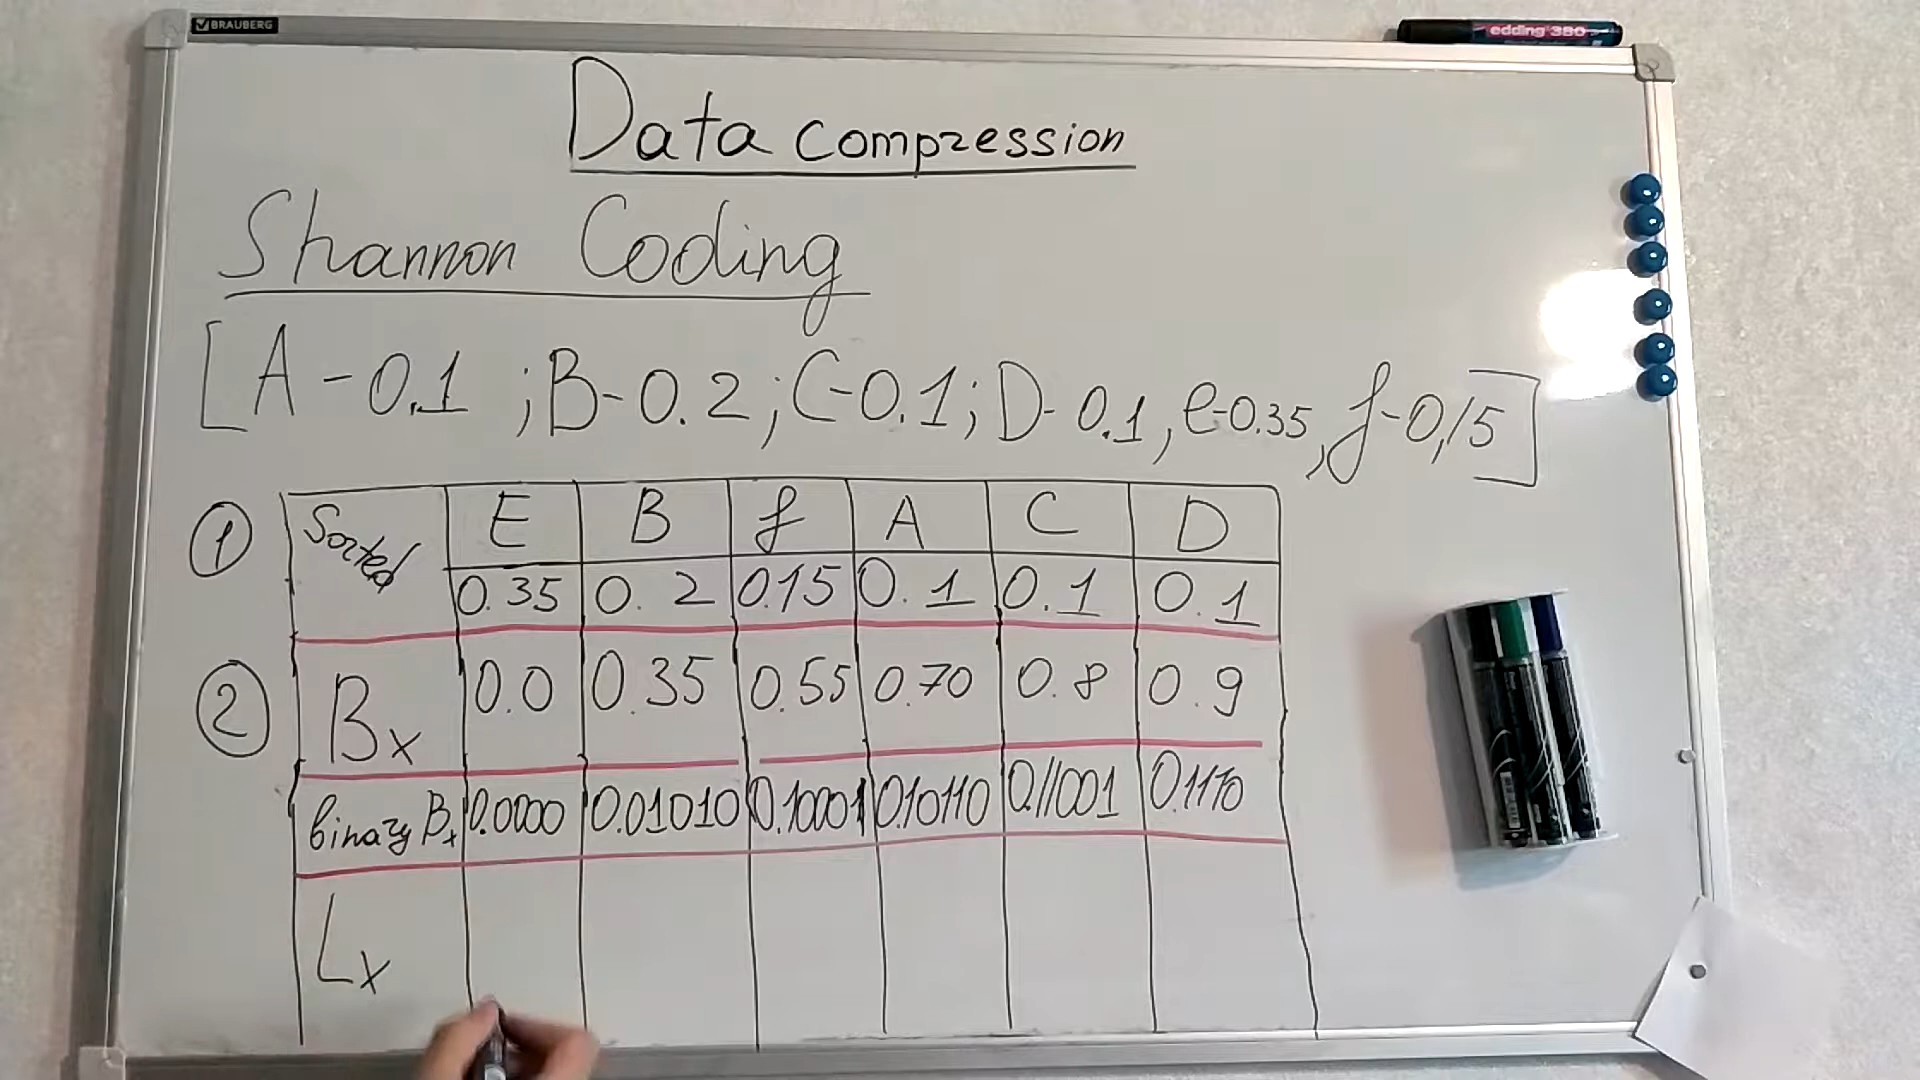 BRAUBERG
edding 380
Data compression
Shannon Coding
[A-0.1 ; B-0.2; C-0.1; D-0.1, e-0.35, f-0,15]
1 Sorted E B f A C D
0.35 0.2 0.15 0.1 0.1 0.1
2 Bx 0.0 0.35 0.55 0.70 0.8 0.9
binary Bx 0.0000 0.01010 0.10001 0.10110 0.11001 0.1110
Lx